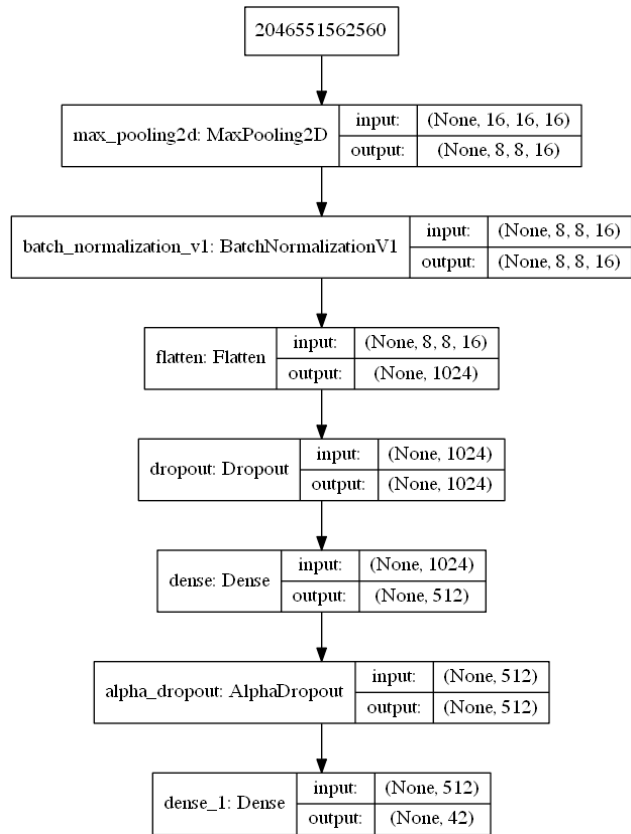 2046551562560
max_pooling2d: MaxPooling2D
input: (None, 16, 16, 16)
output: (None, 8, 8, 16)
batch_normalization_v1: BatchNormalizationV1
input: (None, 8, 8, 16)
output: (None, 8, 8, 16)
flatten: Flatten
input: (None, 8, 8, 16)
output: (None, 1024)
dropout: Dropout
input: (None, 1024)
output: (None, 1024)
dense: Dense
input: (None, 1024)
output: (None, 512)
alpha_dropout: AlphaDropout
input: (None, 512)
output: (None, 512)
dense_1: Dense
input: (None, 512)
output: (None, 42)